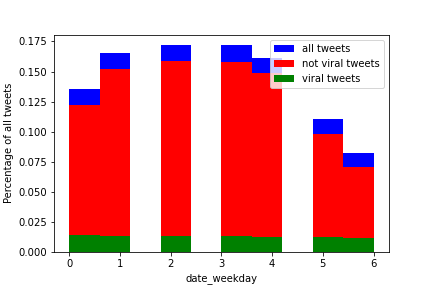 0.175
0.150
0.125
0.100
0.075
0.050
0.025
0.000
Percentage of all tweets
all tweets
not viral tweets
viral tweets
0 1 2 3 4 5 6
date_weekday